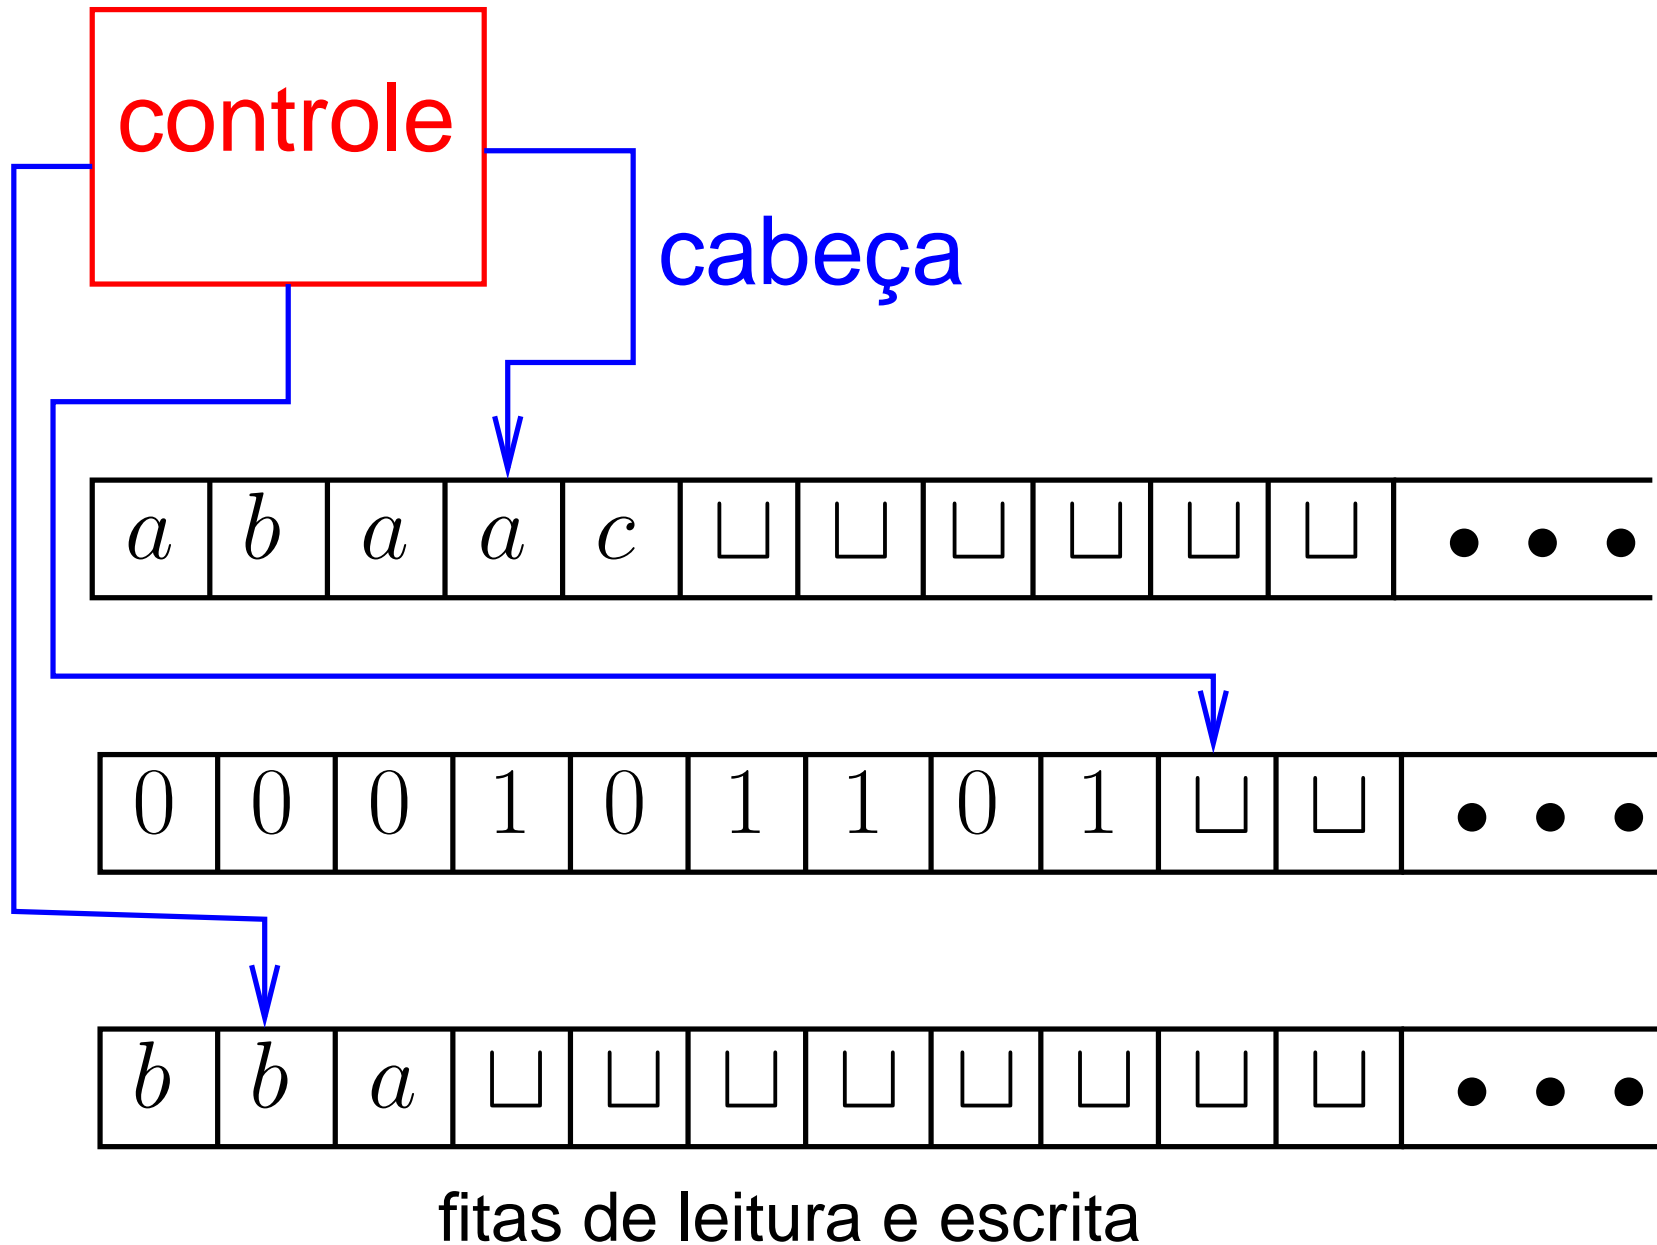 controle
cabeça
a b a a c ⊔ ⊔ ⊔ ⊔ ⊔ ⊔ • • •
0 0 0 1 0 1 1 0 1 ⊔ ⊔ • • •
b b a ⊔ ⊔ ⊔ ⊔ ⊔ ⊔ ⊔ ⊔ • • •
fitas de leitura e escrita